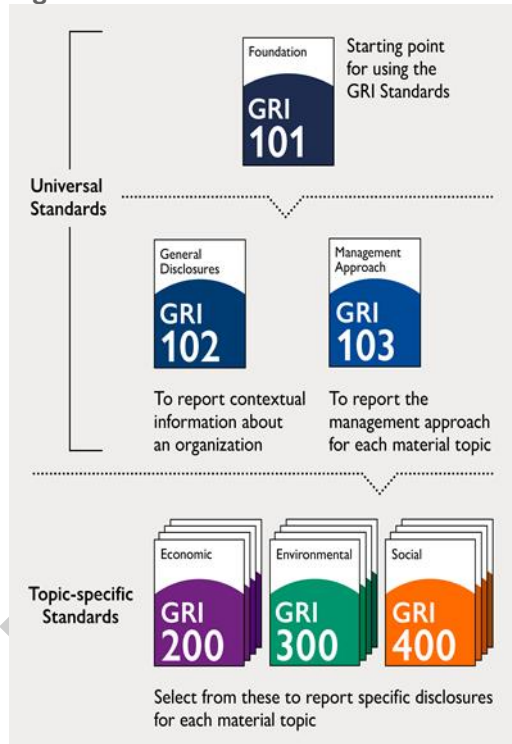 Foundation
GRI
101
Starting point
for using the
GRI Standards
Universal
Standards
General
Disclosures
GRI
102
Management
Approach
GRI
103
To report contextual
information about
an organization
To report the
management approach
for each material topic
Topic-specific
Standards
Economic
GRI
200
Environmental
GRI
300
Social
GRI
400
Select from these to report specific disclosures
for each material topic